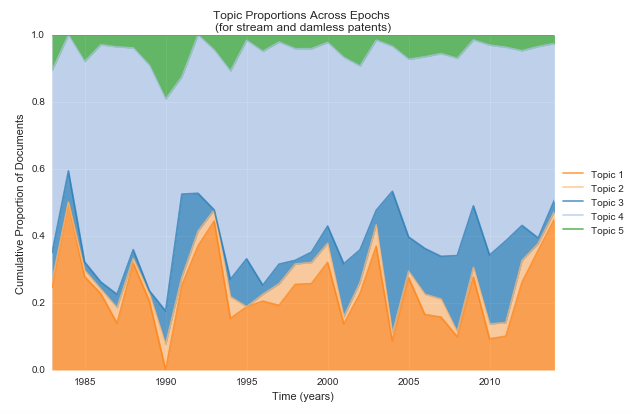 Topic Proportions Across Epochs
(for stream and damless patents)
Cumulative Proportion of Documents
1.0
0.8
0.6
0.4
0.2
0.0
1985
1990
1995
2000
2005
2010
Time (years)
Topic 1
Topic 2
Topic 3
Topic 4
Topic 5